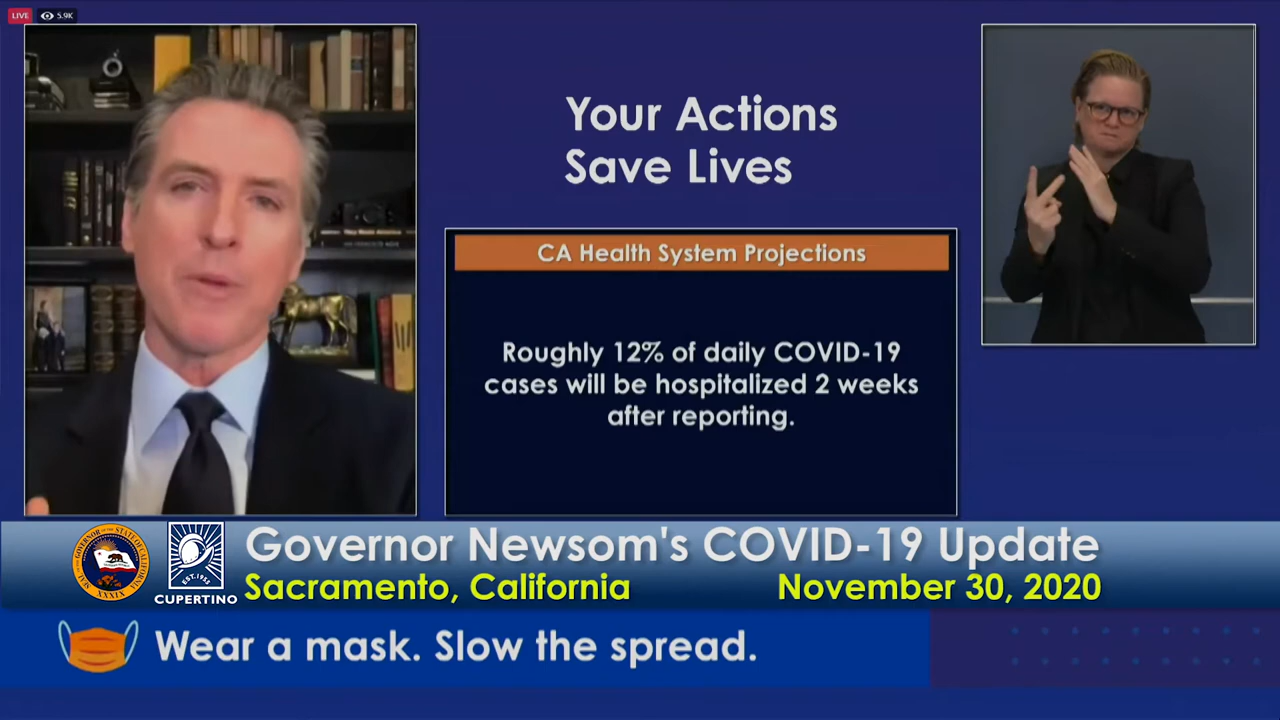 LIVE
5.9K
Your Actions
Save Lives
CA Health System Projections
Roughly 12% of daily COVID-19
cases will be hospitalized 2 weeks
after reporting.
EST. 1955
CUPERTINO
Governor Newsom's COVID-19 Update
Sacramento, California
November 30, 2020
Wear a mask. Slow the spread.